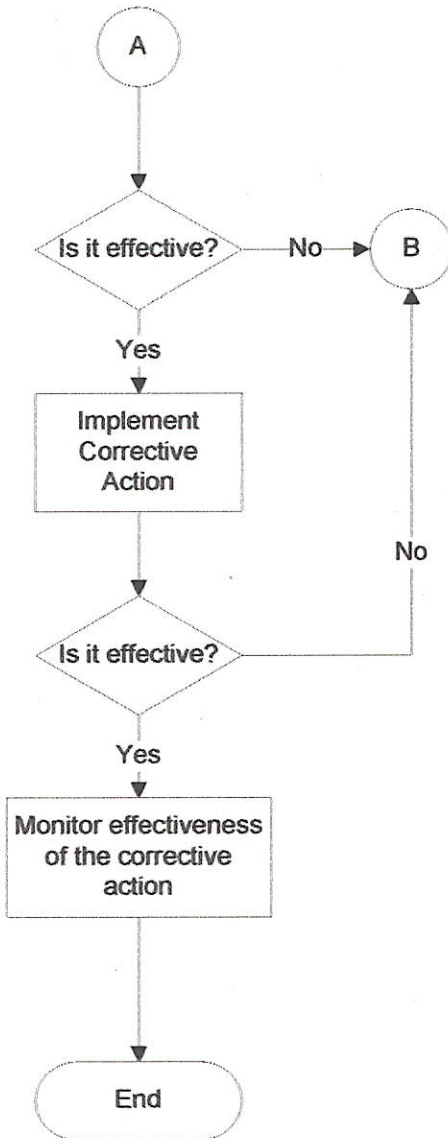 A
Is it effective?
No
B
Yes
Implement
Corrective
Action
No
Is it effective?
Yes
Monitor effectiveness
of the corrective
action
End